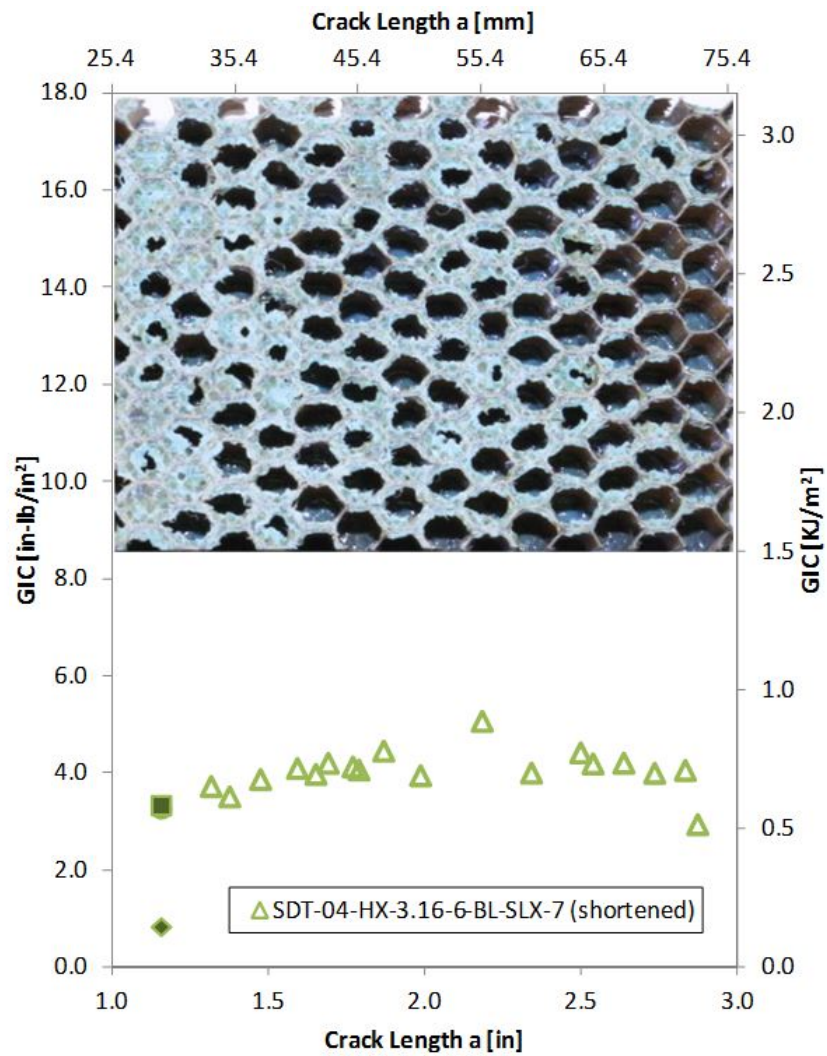 Crack Length a [mm]
25.4 35.4 45.4 55.4 65.4 75.4
18.0
16.0
14.0
12.0
10.0
8.0
6.0
4.0
2.0
0.0
GIC [in-lb/in²]
3.0
2.5
2.0
1.5
1.0
0.5
0.0
GIC [KJ/m²]
SDT-04-HX-3.16-6-BL-SLX-7 (shortened)
1.0 1.5 2.0 2.5 3.0
Crack Length a [in]